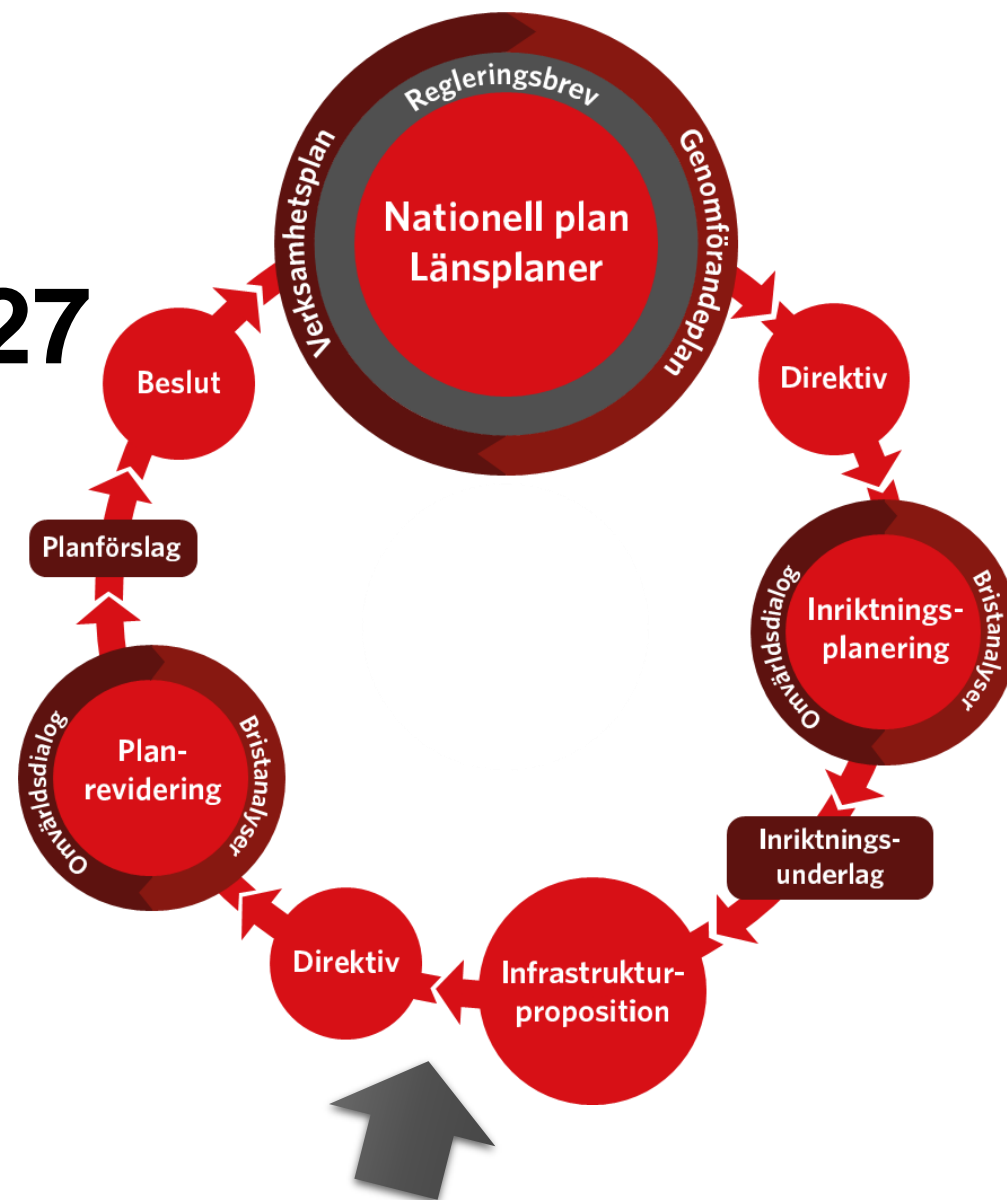 Regleringsbrev
Verksamhetsplan
Genomförandeplan
Nationell plan
Länsplaner
27
Beslut
Direktiv
Planförslag
Omvärldsdialog
Inriktnings-
planering
Bristanalyser
Omvärldsdialog
Plan-
revidering
Bristanalyser
Inriktnings-
underlag
Direktiv
Infrastruktur-
proposition